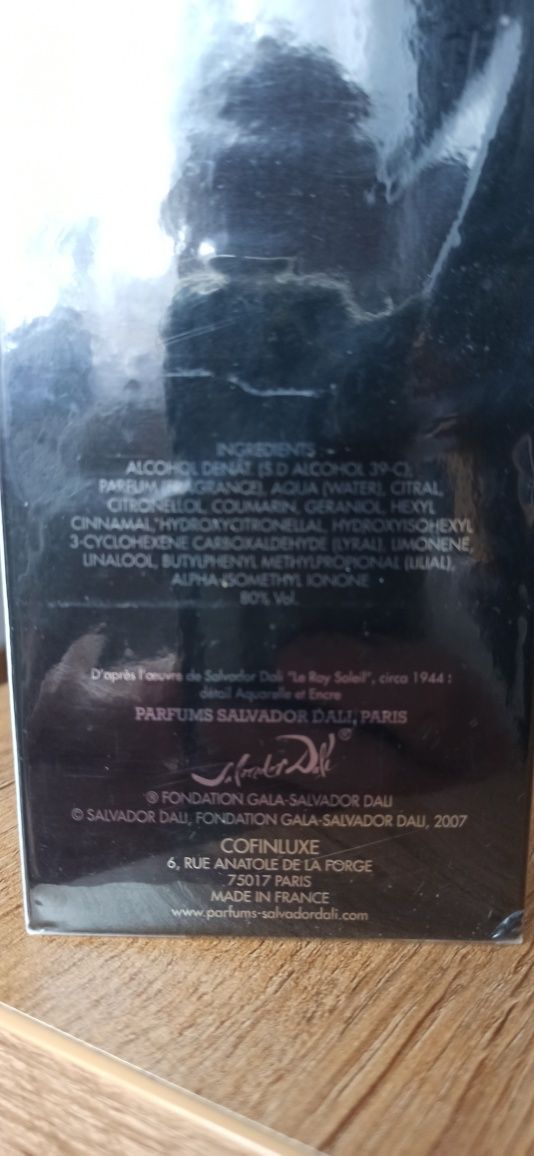 INGREDIENTS
ALCOHOL DENAT. (S.D ALCOHOL 39-C),
PARFUM (FRAGRANCE), AQUA (WATER), CITRAL,
CITRONELLOL, COUMARIN, GERANIOL, HEXYL
CINNAMAL, HYDROXYCITRONELLAL, HYDROXYISOHEXYL
3-CYCLOHEXENE CARBOXALDEHYDE (LYRAL), LIMONENE,
LINALOOL, BUTYLPHENYL METHYLPROPIONAL (LILIAL),
ALPHA-ISOMETHYL IONONE
80% Vol.
D'après l'œuvre de Salvador Dali "Le Roy Soleil", circa 1944 :
détail Aquarelle et Encre
PARFUMS SALVADOR DALI, PARIS
Salvador Dali ®
® FONDATION GALA-SALVADOR DALI
© SALVADOR DALI, FONDATION GALA-SALVADOR DALI, 2007
COFINLUXE
6, RUE ANATOLE DE LA FORGE
75017 PARIS
MADE IN FRANCE
www.parfums-salvadordali.com